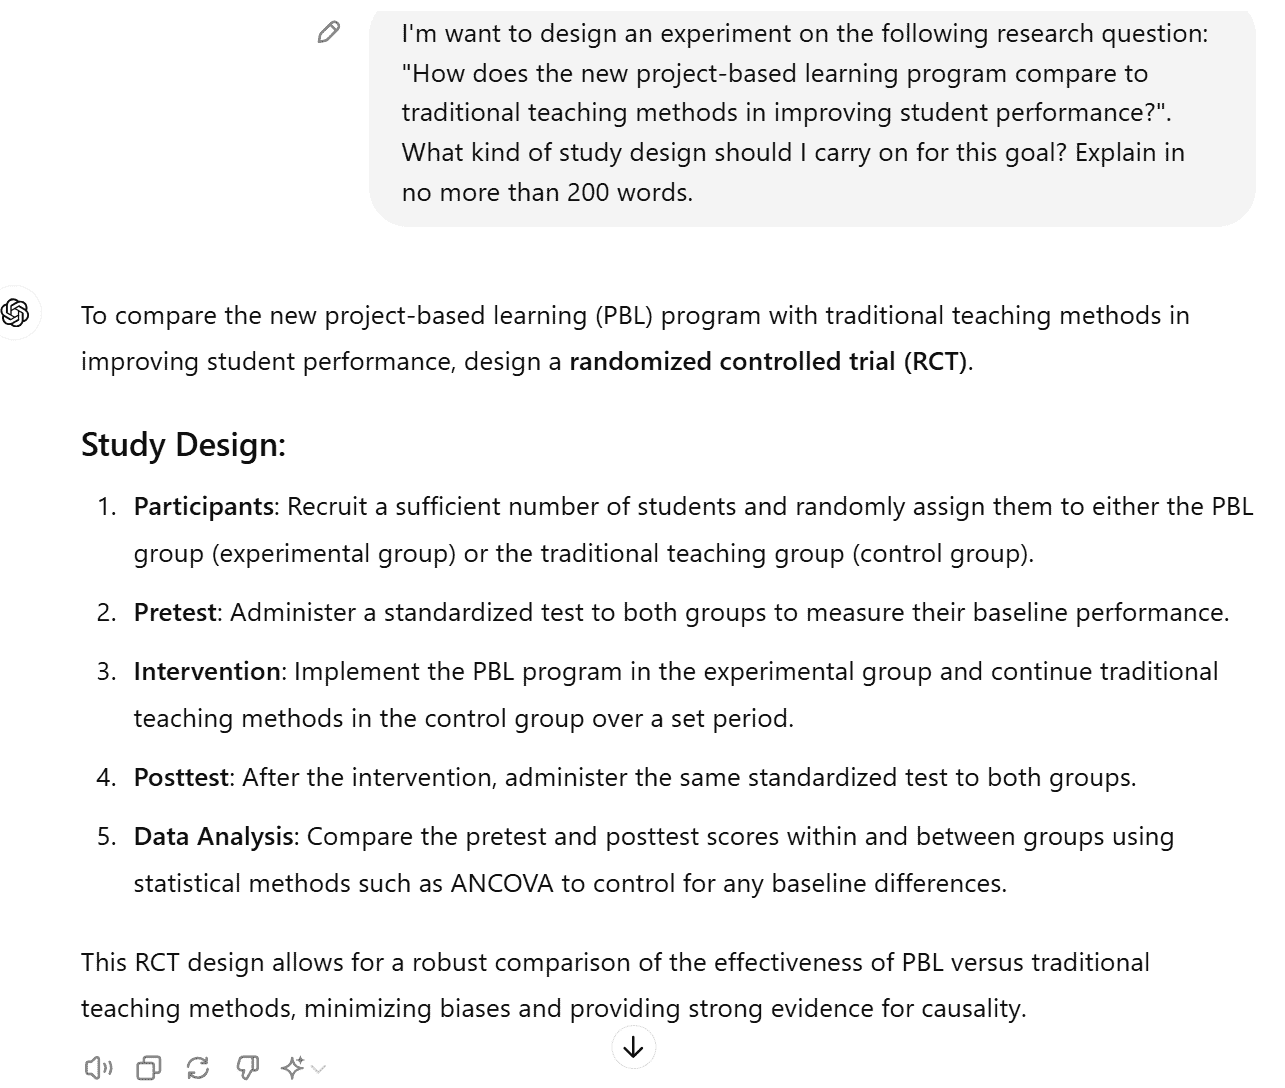 I'm want to design an experiment on the following research question:
"How does the new project-based learning program compare to
traditional teaching methods in improving student performance?".
What kind of study design should I carry on for this goal? Explain in
no more than 200 words.
To compare the new project-based learning (PBL) program with traditional teaching methods in
improving student performance, design a randomized controlled trial (RCT).
Study Design:
1. Participants: Recruit a sufficient number of students and randomly assign them to either the PBL
group (experimental group) or the traditional teaching group (control group).
2. Pretest: Administer a standardized test to both groups to measure their baseline performance.
3. Intervention: Implement the PBL program in the experimental group and continue traditional
teaching methods in the control group over a set period.
4. Posttest: After the intervention, administer the same standardized test to both groups.
5. Data Analysis: Compare the pretest and posttest scores within and between groups using
statistical methods such as ANCOVA to control for any baseline differences.
This RCT design allows for a robust comparison of the effectiveness of PBL versus traditional
teaching methods, minimizing biases and providing strong evidence for causality.